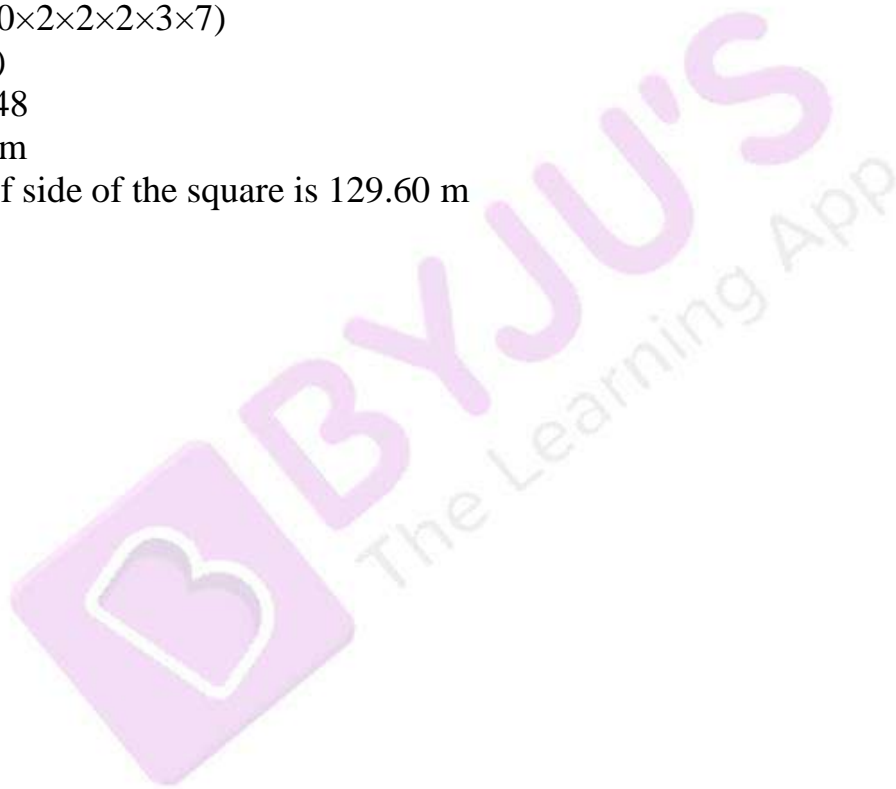 0×2×2×2×3×7)
)
48
m
f side of the square is 129.60 m
BYJU'S
The Learning App
B